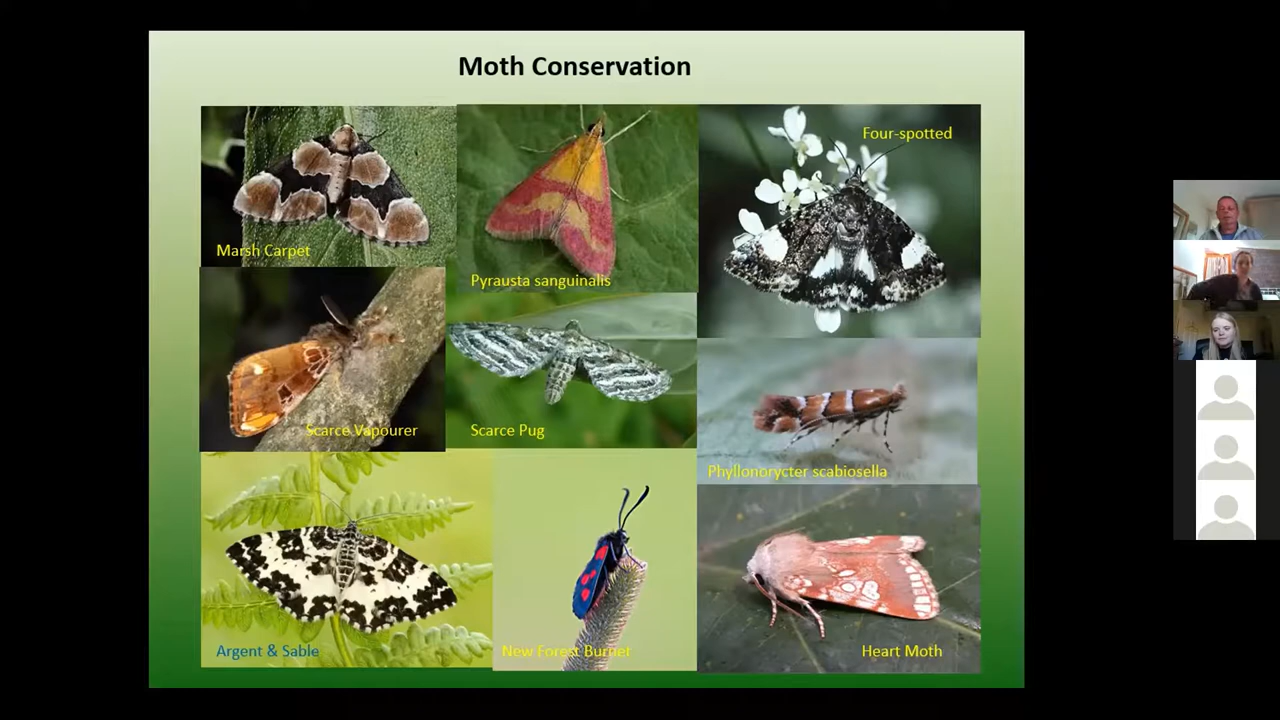 Moth Conservation
Four-spotted
Marsh Carpet
Pyrausta sanguinalis
Scarce Vapourer
Scarce Pug
Phyllonorycter scabiosella
Argent & Sable
New Forest Burnet
Heart Moth